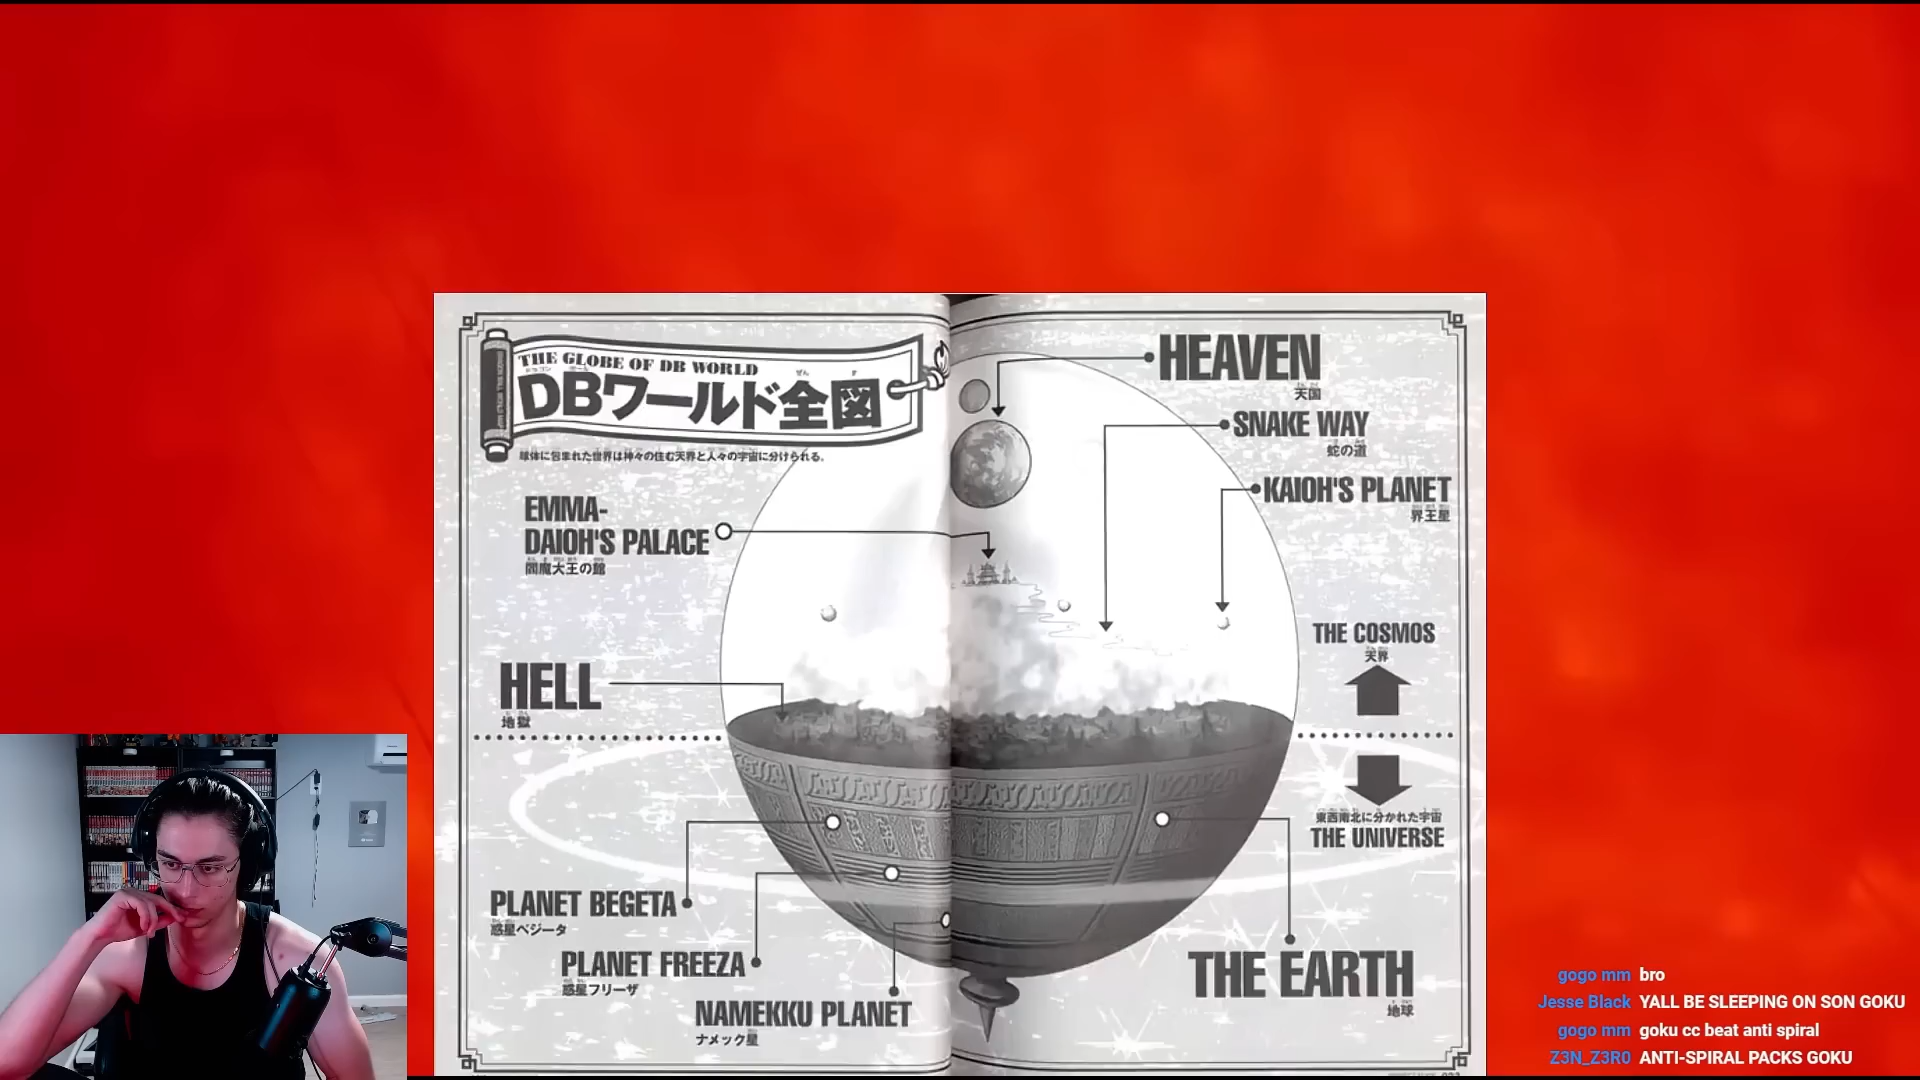 THE GLOBE OF DB WORLD
DBワールド全図
球体に包まれた世界は神々の住む天界と人々の宇宙に分けられる。
HEAVEN
天国
SNAKE WAY
蛇の道
KAIOH'S PLANET
界王星
EMMA-
DAIOH'S PALACE
閻魔大王の館
THE COSMOS
天界
HELL
地獄
東西南北に分かれた宇宙
THE UNIVERSE
PLANET BEGETA
惑星ベジータ
PLANET FREEZA
惑星フリーザ
NAMEKKU PLANET
ナメック星
THE EARTH
地球
gogo mm bro
Jesse Black YALL BE SLEEPING ON SON GOKU
gogo mm goku cc beat anti spiral
Z3N_Z3R0 ANTI-SPIRAL PACKS GOKU